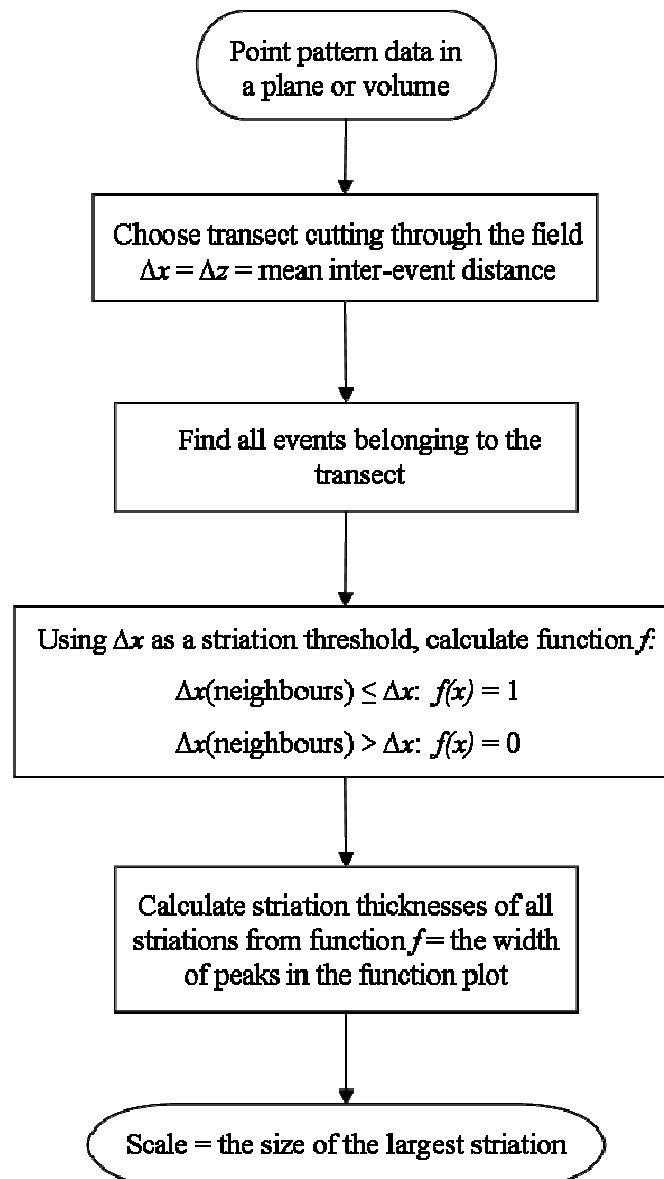 Point pattern data in
a plane or volume
Choose transect cutting through the field
Δx = Δz = mean inter-event distance
Find all events belonging to the
transect
Using Δx as a striation threshold, calculate function f:
Δx(neighbours) ≤ Δx: f(x) = 1
Δx(neighbours) > Δx: f(x) = 0
Calculate striation thicknesses of all
striations from function f = the width
of peaks in the function plot
Scale = the size of the largest striation